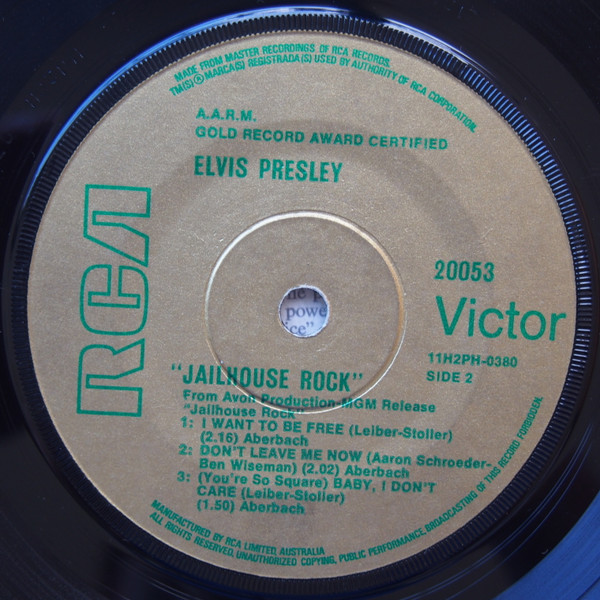 MADE FROM MASTER RECORDINGS OF RCA RECORDS.
TM(S)® MARCA(S) REGISTRADA(S) USED BY AUTHORITY OF RCA CORPORATION.
A.A.R.M.
GOLD RECORD AWARD CERTIFIED
ELVIS PRESLEY
RCA
20053
Victor
11H2PH-0380
SIDE 2
"JAILHOUSE ROCK"
From Avon Production-MGM Release
"Jailhouse Rock"
1: I WANT TO BE FREE (Leiber-Stoller)
(2.16) Aberbach
2: DON'T LEAVE ME NOW (Aaron Schroeder-
Ben Wiseman) (2.02) Aberbach
3: (You're So Square) BABY, I DON'T
CARE (Leiber-Stoller)
(1.50) Aberbach
MANUFACTURED BY RCA LIMITED, AUSTRALIA
ALL RIGHTS RESERVED, UNAUTHORIZED COPYING, PUBLIC PERFORMANCE, BROADCASTING OF THIS RECORD FORBIDDEN.